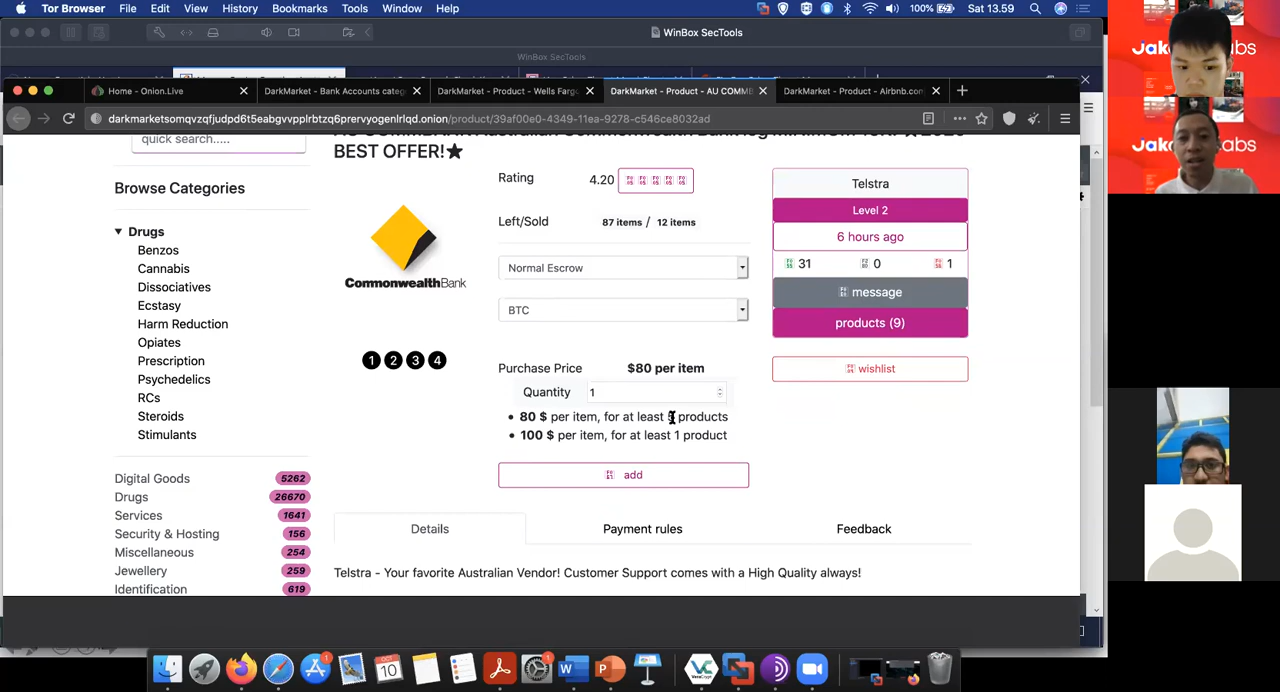 Tor Browser File Edit View History Bookmarks Tools Window Help 100% Sat 13.59
WinBox SecTools
WinBox SecTools
Home - Onion.Live DarkMarket - Bank Accounts categ DarkMarket - Product - Wells Farg DarkMarket - Product - AU COMMB DarkMarket - Product - Airbnb.com
darkmarketsomqvzqfjudpd6t5eabgvvpplrbtzq6prervyogenlrlqd.onion/product/39af00e0-4349-11ea-9278-c546ce8032ad
quick search.....
BEST OFFER!★
Browse Categories
Drugs
Benzos
Cannabis
Dissociatives
Ecstasy
Harm Reduction
Opiates
Prescription
Psychedelics
RCs
Steroids
Stimulants
Digital Goods 5262
Drugs 26670
Services 1641
Security & Hosting 156
Miscellaneous 254
Jewellery 259
Identification 619
CommonwealthBank
1 2 3 4
Rating 4.20
Left/Sold 87 items / 12 items
Normal Escrow
BTC
Purchase Price $80 per item
Quantity 1
80 $ per item, for at least products
100 $ per item, for at least 1 product
add
Telstra
Level 2
6 hours ago
31 0 1
message
products (9)
wishlist
Details Payment rules Feedback
Telstra - Your favorite Australian Vendor! Customer Support comes with a High Quality always!
OCT
10